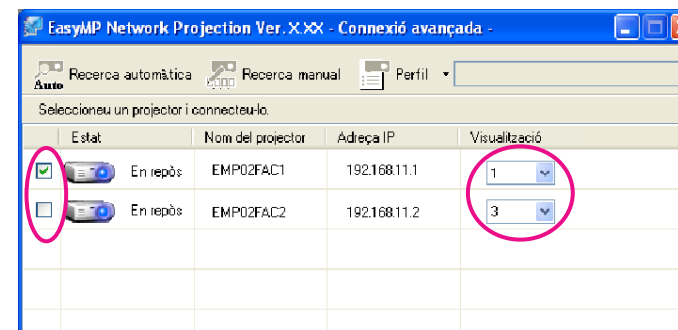 EasyMP Network Projection Ver. X.XX - Connexió avançada -
Auto Recerca automàtica Recerca manual Perfil
Seleccioneu un projector i connecteu-lo.
Estat Nom del projector Adreça IP Visualització
En repòs EMP02FAC1 192.168.11.1 1
En repòs EMP02FAC2 192.168.11.2 3